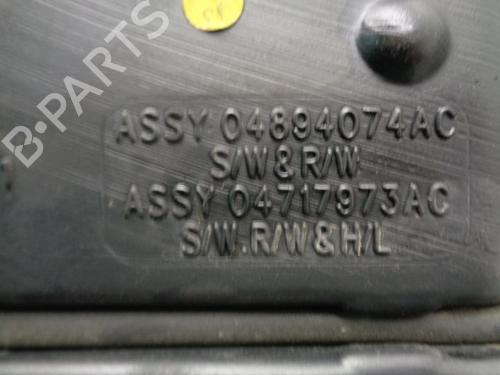 B-PARTS
ASSY 04894074AC
S/W & R/W
ASSY 04717973AC
S/W. R/W & H/L